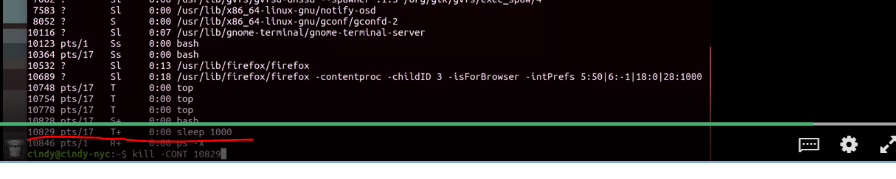 7682 ?        Sl     0:00 /usr/lib/gvfs/gvfsd-dnssd --spawner :1.3 /org/gtk/gvfs/exec_spaw/4
7583 ?        Sl     0:00 /usr/lib/x86_64-linux-gnu/notify-osd
8052 ?        S      0:00 /usr/lib/x86_64-linux-gnu/gconf/gconfd-2
10116 ?        Sl     0:07 /usr/lib/gnome-terminal/gnome-terminal-server
10123 pts/1    Ss     0:00 bash
10364 pts/17   Ss     0:00 bash
10532 ?        Sl     0:13 /usr/lib/firefox/firefox
10689 ?        Sl     0:18 /usr/lib/firefox/firefox -contentproc -childID 3 -isForBrowser -intPrefs 5:50|6:-1|18:0|28:1000
10748 pts/17   T      0:00 top
10754 pts/17   T      0:00 top
10778 pts/17   T      0:00 top
10828 pts/17   S+     0:00 bash
10829 pts/17   T+     0:00 sleep 1000
10846 pts/1    R+     0:00 ps -x
cindy@cindy-nyc:~$ kill -CONT 10829